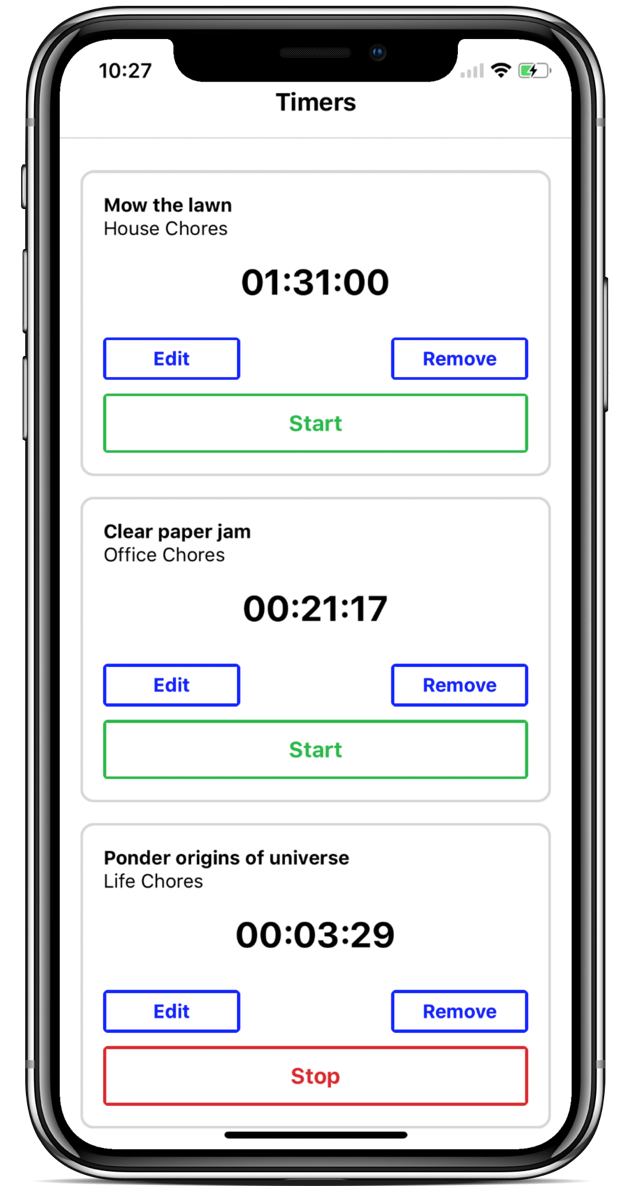 10:27
Timers
Mow the lawn
House Chores
01:31:00
Edit Remove
Start
Clear paper jam
Office Chores
00:21:17
Edit Remove
Start
Ponder origins of universe
Life Chores
00:03:29
Edit Remove
Stop